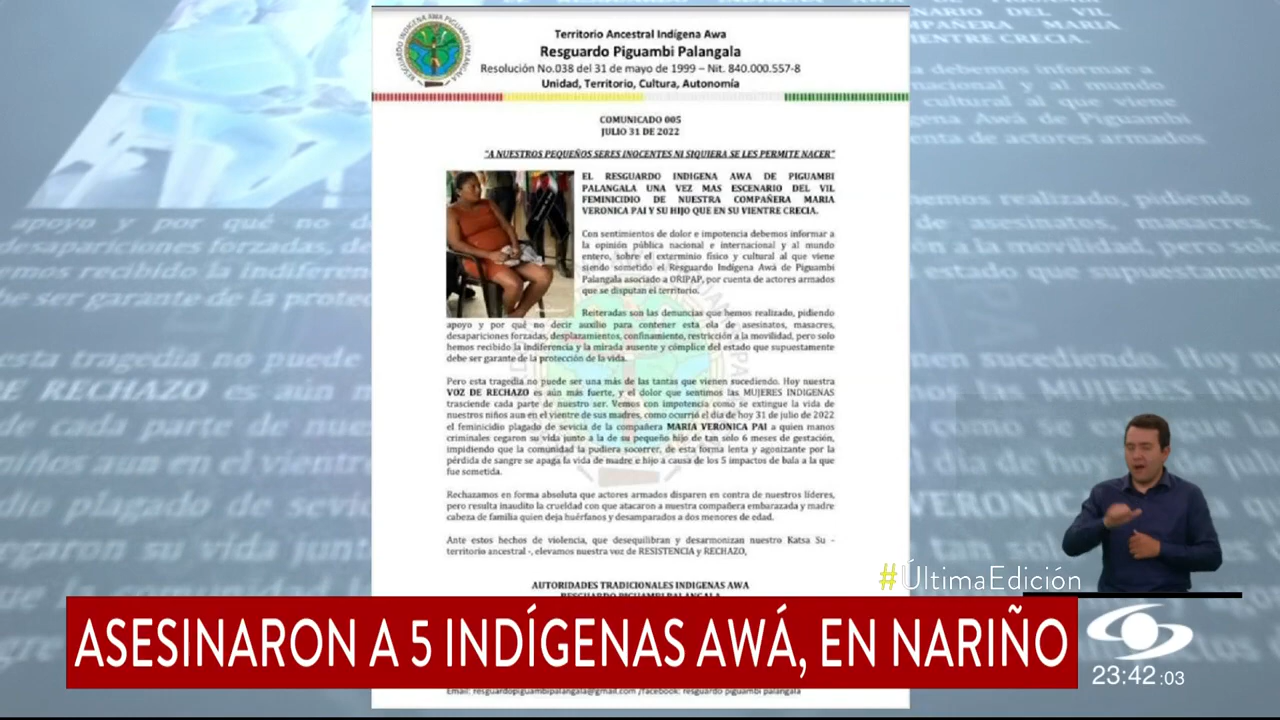 Territorio Ancestral Indígena Awa
Resguardo Piguambi Palangala
Resolución No.038 del 31 de mayo de 1999 – Nit. 840.000.557-8
Unidad, Territorio, Cultura, Autonomía
COMUNICADO 005
JULIO 31 DE 2022
"A NUESTROS PEQUEÑOS SERES INOCENTES NI SIQUIERA SE LES PERMITE NACER"
EL RESGUARDO INDIGENA AWA DE PIGUAMBI
PALANGALA UNA VEZ MAS ESCENARIO DEL VIL
FEMINICIDIO DE NUESTRA COMPAÑERA MARIA
VERONICA PAI Y SU HIJO QUE EN SU VIENTRE CRECIA.
Con sentimientos de dolor e impotencia debemos informar a
la opinión pública nacional e internacional y al mundo
entero, sobre el exterminio físico y cultural al que viene
siendo sometido el Resguardo Indígena Awá de Piguambi
Palangala asociado a ORIPAP, por cuenta de actores armados
que se disputan el territorio.
Reiteradas son las denuncias que hemos realizado, pidiendo
apoyo y por qué no decir auxilio para contener esta ola de asesinatos, masacres,
desapariciones forzadas, desplazamientos, confinamiento, restricción a la movilidad, pero solo
hemos recibido la indiferencia y la mirada ausente y cómplice del estado que supuestamente
debe ser garante de la protección de la vida.
Pero esta tragedia no puede ser una más de las tantas que vienen sucediendo. Hoy nuestra
VOZ DE RECHAZO es aún más fuerte, y el dolor que sentimos las MUJERES INDIGENAS
trasciende cada parte de nuestro ser. Vemos con impotencia como se extingue la vida de
nuestros niños aun en el vientre de sus madres, como ocurrió el día de hoy 31 de julio de 2022
el feminicidio plagado de sevicia de la compañera MARIA VERONICA PAI a quien manos
criminales cegaron su vida junto a la de su pequeño hijo de tan solo 6 meses de gestación,
impidiendo que la comunidad la pudiera socorrer, de esta forma lenta y agonizante por la
pérdida de sangre se apaga la vida de madre e hijo a causa de los 5 impactos de bala a la que
fue sometida.
Rechazamos en forma absoluta que actores armados disparen en contra de nuestros líderes,
pero resulta inaudito la crueldad con que atacaron a nuestra compañera embarazada y madre
cabeza de familia quien deja huérfanos y desamparados a dos menores de edad.
Ante estos hechos de violencia, que desequilibran y desarmonizan nuestro Katsa Su -
territorio ancestral -, elevamos nuestra voz de RESISTENCIA y RECHAZO,
AUTORIDADES TRADICIONALES INDIGENAS AWA
RESGUARDO PIGUAMBI PALANGALA
#ÚltimaEdición
ASESINARON A 5 INDÍGENAS AWÁ, EN NARIÑO
23:42:03
Email: resguardopiguambipalangala@gmail.com /facebook: resguardo piguambi palangala